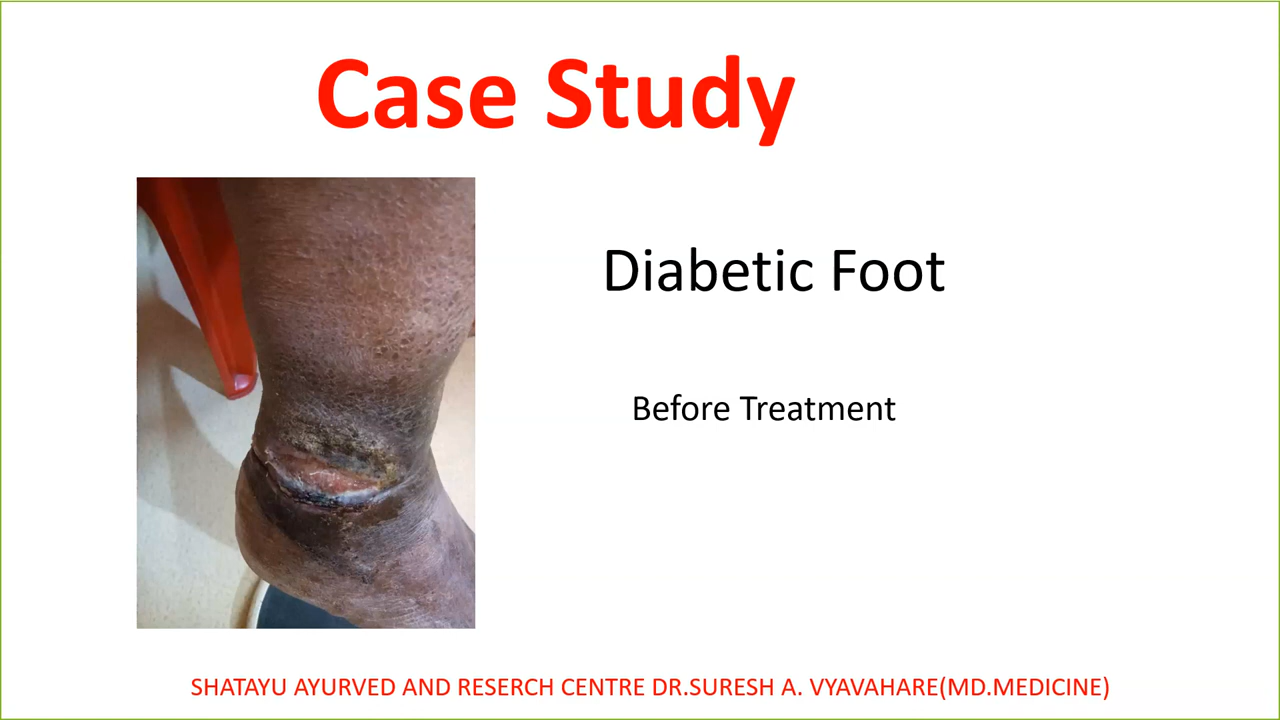 Case Study
Diabetic Foot
Before Treatment
SHATAYU AYURVED AND RESERCH CENTRE DR.SURESH A. VYAVAHARE(MD.MEDICINE)